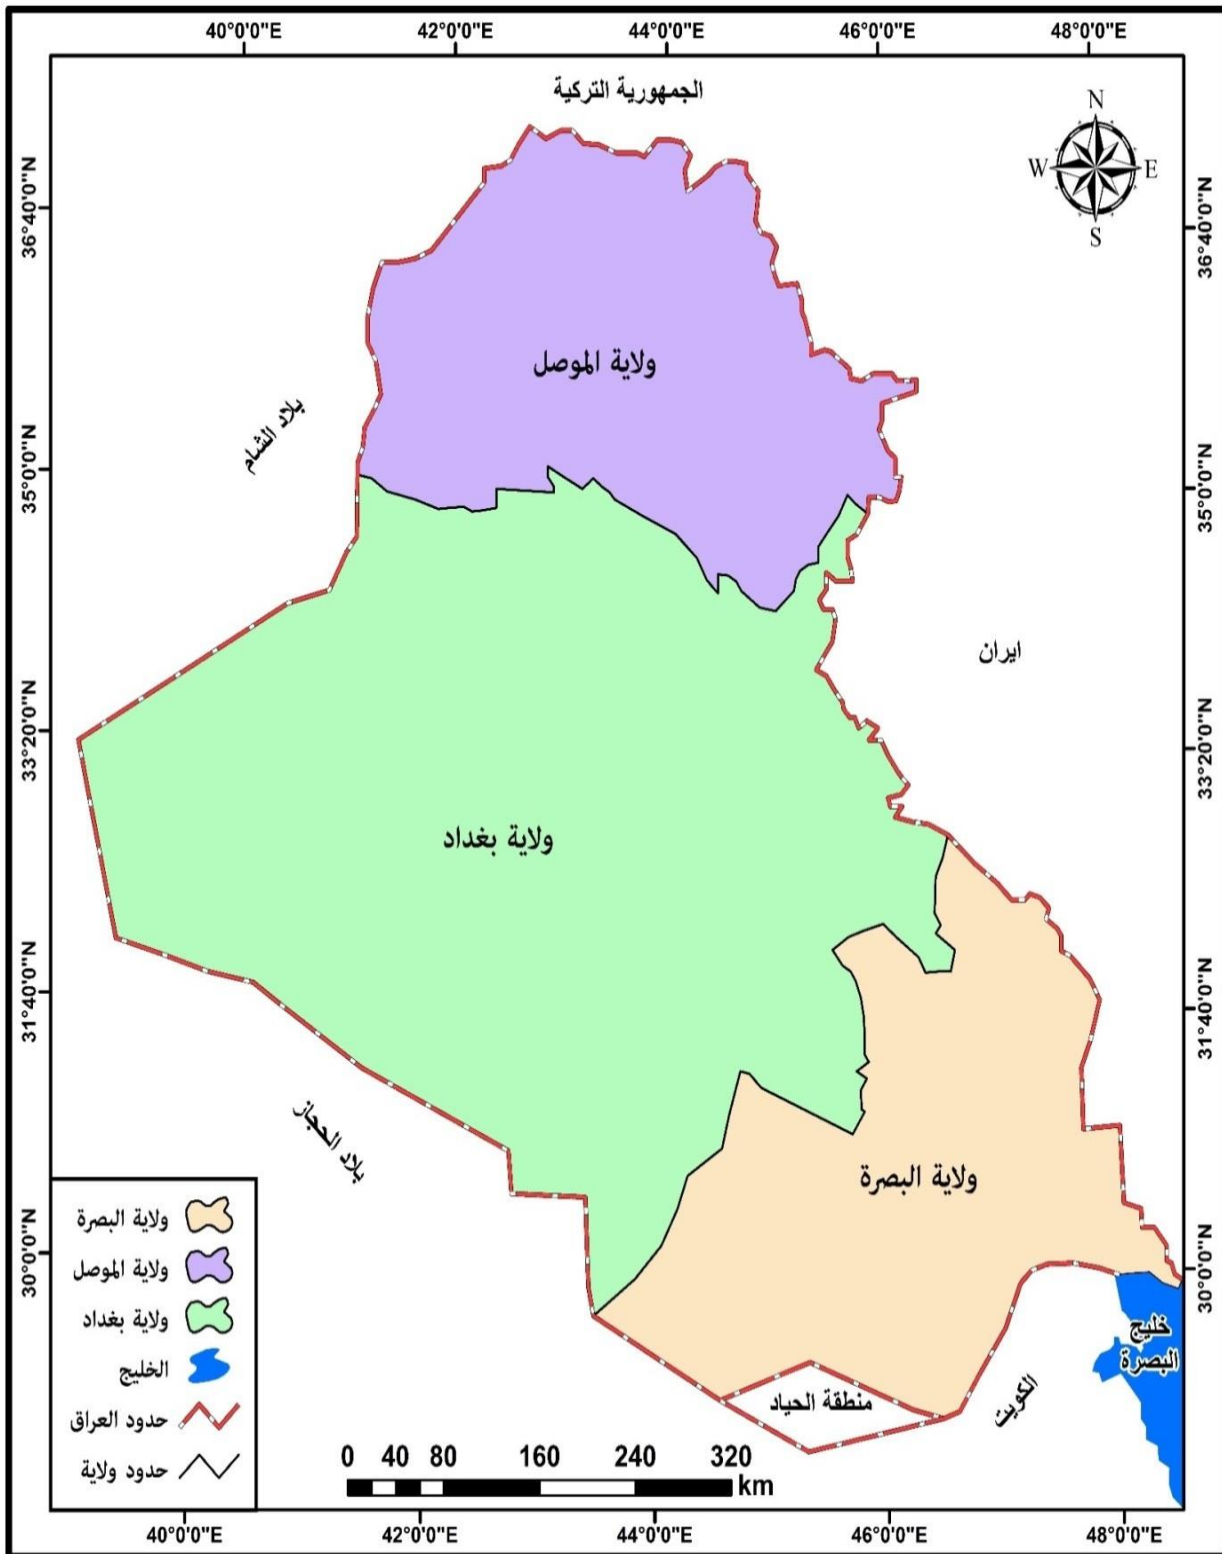 40°0'0"E
42°0'0"E
44°0'0"E
46°0'0"E
48°0'0"E
الجمهورية التركية
N
W
E
S
36°40'0"N
36°40'0"N
ولاية الموصل
بلاد الشام
35°0'0"N
35°0'0"N
ايران
33°20'0"N
33°20'0"N
ولاية بغداد
31°40'0"N
31°40'0"N
بلاد الحجاز
ولاية البصرة
30°0'0"N
30°0'0"N
خليج
البصرة
الكويت
منطقة الحياد
ولاية البصرة
ولاية الموصل
ولاية بغداد
الخليج
حدود العراق
حدود ولاية
0 40 80 160 240 320
km
40°0'0"E
42°0'0"E
44°0'0"E
46°0'0"E
48°0'0"E